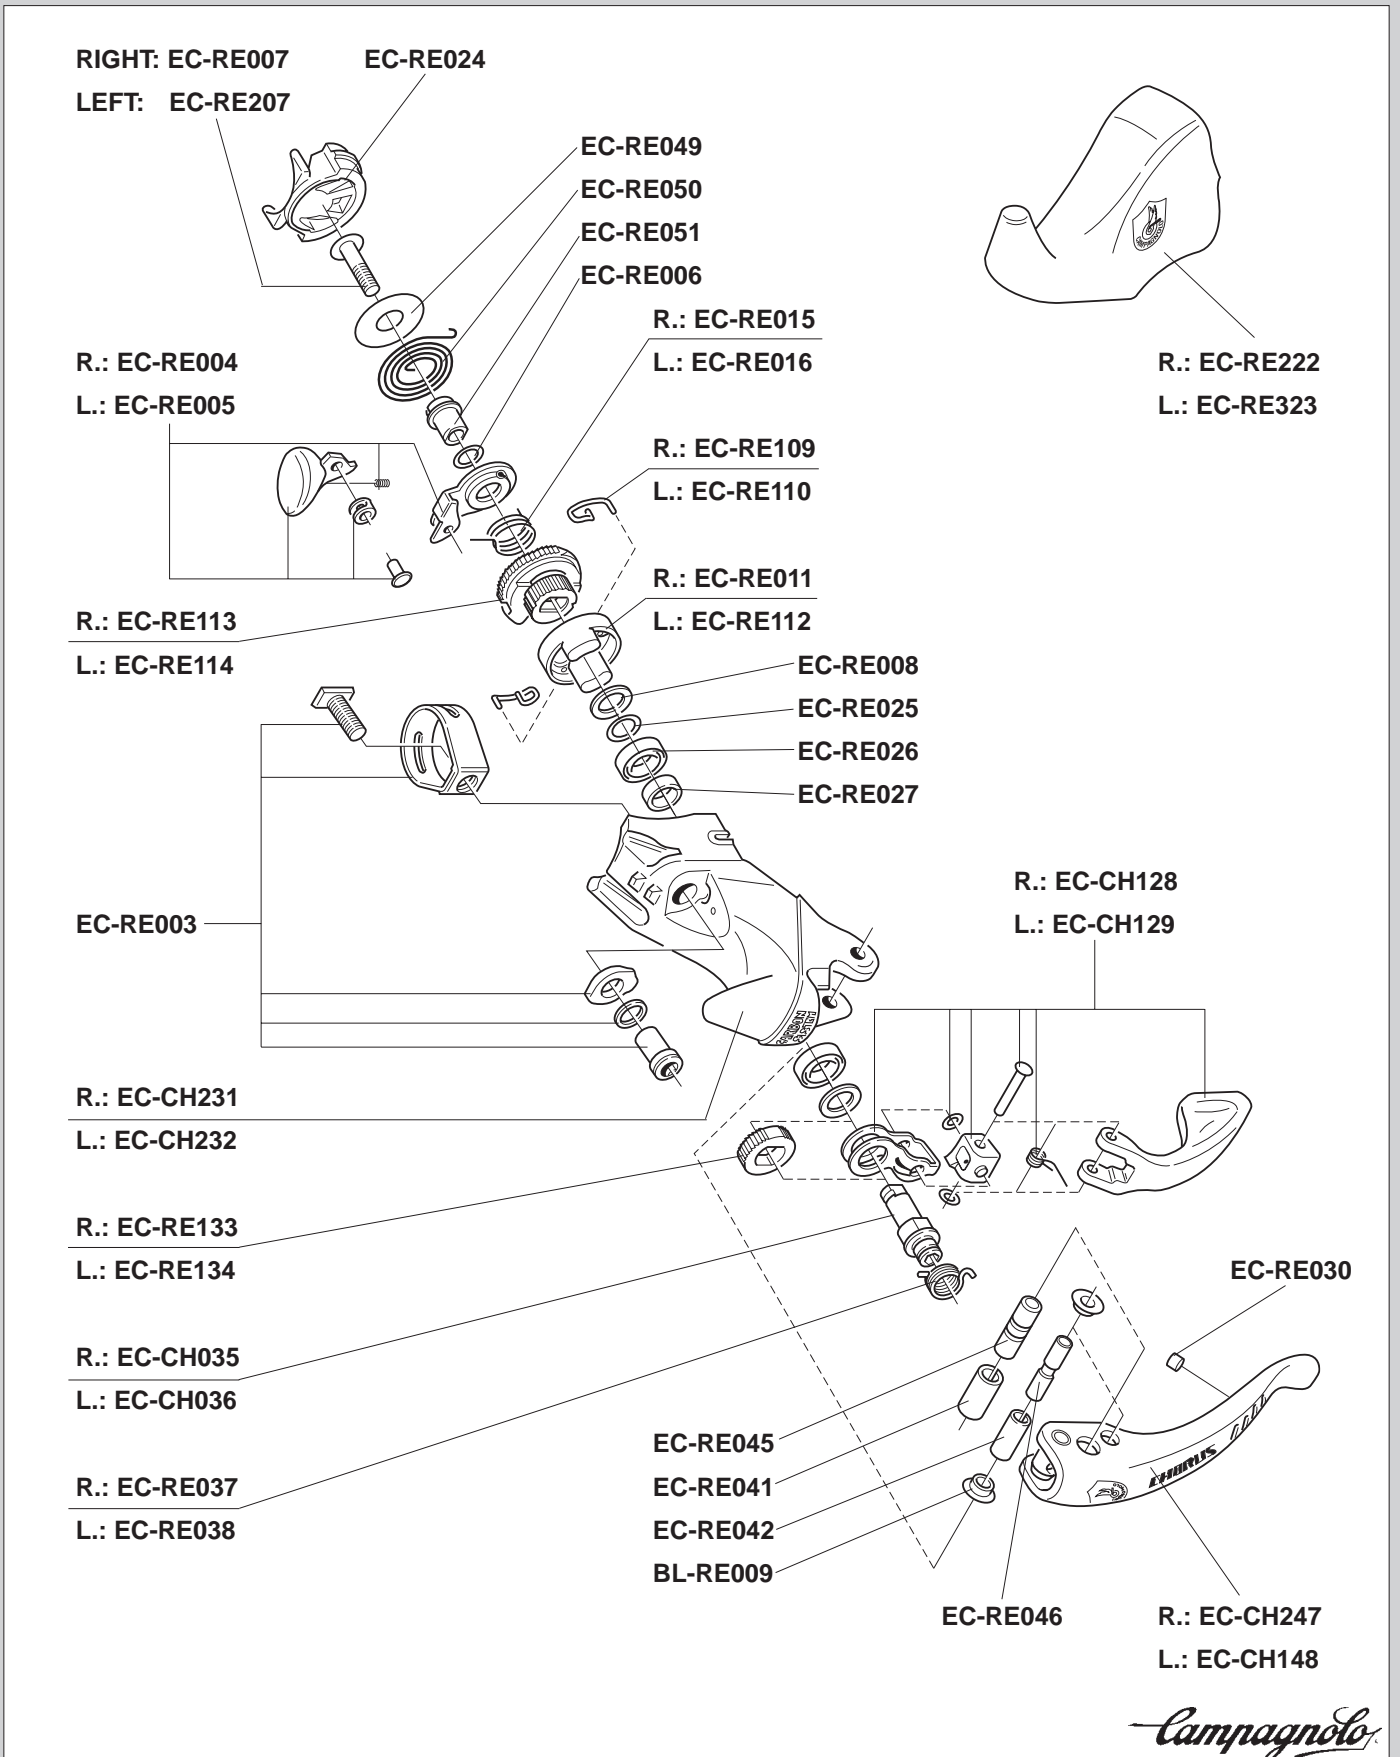 RIGHT: EC-RE007
LEFT: EC-RE207
EC-RE024
EC-RE049
EC-RE050
EC-RE051
EC-RE006
R.: EC-RE015
L.: EC-RE016
R.: EC-RE222
L.: EC-RE323
R.: EC-RE004
L.: EC-RE005
R.: EC-RE109
L.: EC-RE110
R.: EC-RE011
L.: EC-RE112
R.: EC-RE113
L.: EC-RE114
EC-RE008
EC-RE025
EC-RE026
EC-RE027
R.: EC-CH128
L.: EC-CH129
EC-RE003
R.: EC-CH231
L.: EC-CH232
R.: EC-RE133
L.: EC-RE134
EC-RE030
R.: EC-CH035
L.: EC-CH036
EC-RE045
EC-RE041
EC-RE042
BL-RE009
R.: EC-RE037
L.: EC-RE038
CHORUS
EC-RE046
R.: EC-CH247
L.: EC-CH148
Campagnolo